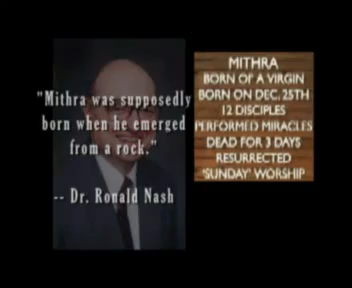 "Mithra was supposedly
born when he emerged
from a rock."
-- Dr. Ronald Nash
MITHRA
BORN OF A VIRGIN
BORN ON DEC. 25TH
12 DISCIPLES
PERFORMED MIRACLES
DEAD FOR 3 DAYS
RESURRECTED
'SUNDAY' WORSHIP